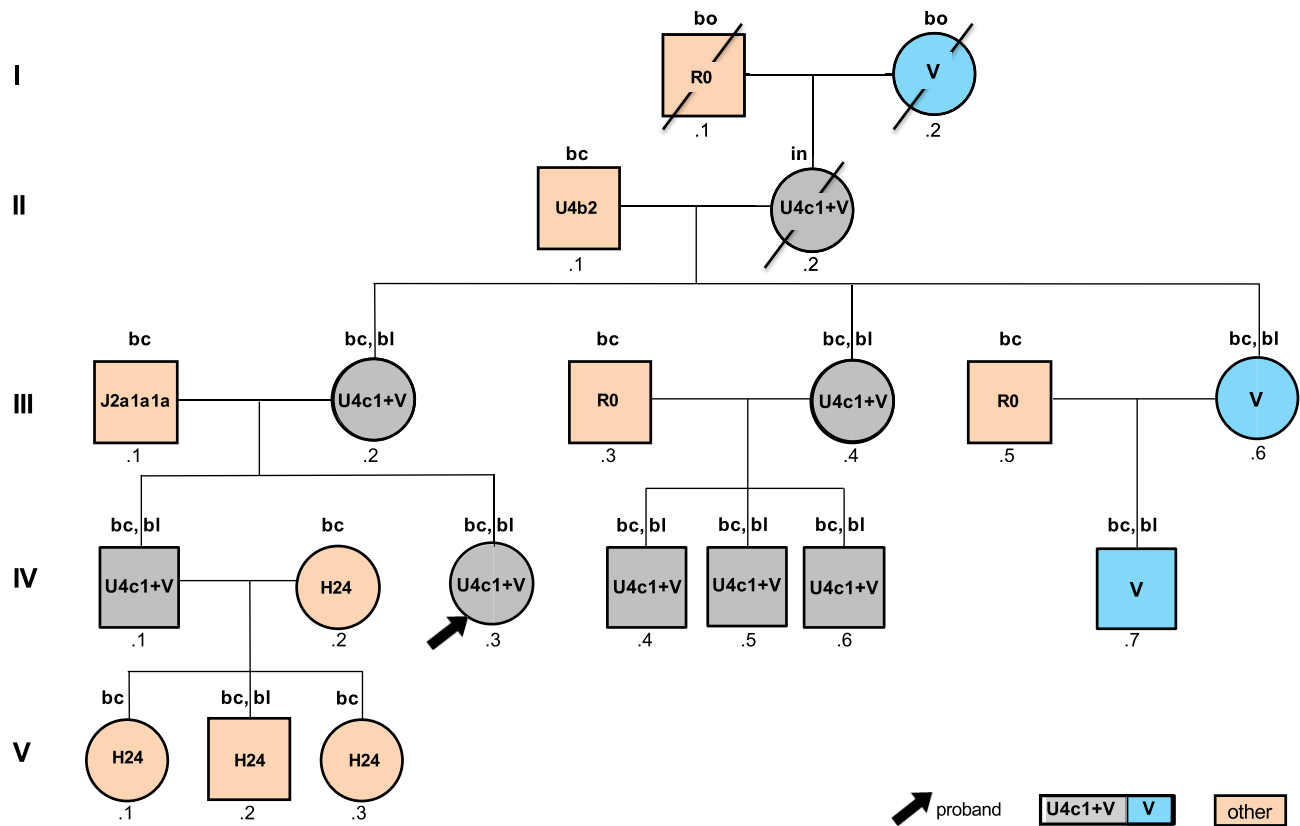 bo bo
I R0 V
.1 .2
bc in
II U4b2 U4c1+V
.1 .2
bc bc, bl bc bc, bl bc bc, bl
III J2a1a1a U4c1+V R0 U4c1+V R0 V
.1 .2 .3 .4 .5 .6
bc, bl bc bc, bl bc, bl bc, bl bc, bl bc, bl
IV U4c1+V H24 U4c1+V U4c1+V U4c1+V U4c1+V V
.1 .2 .3 .4 .5 .6 .7
bc bc, bl bc
V H24 H24 H24
.1 .2 .3
proband U4c1+V V other